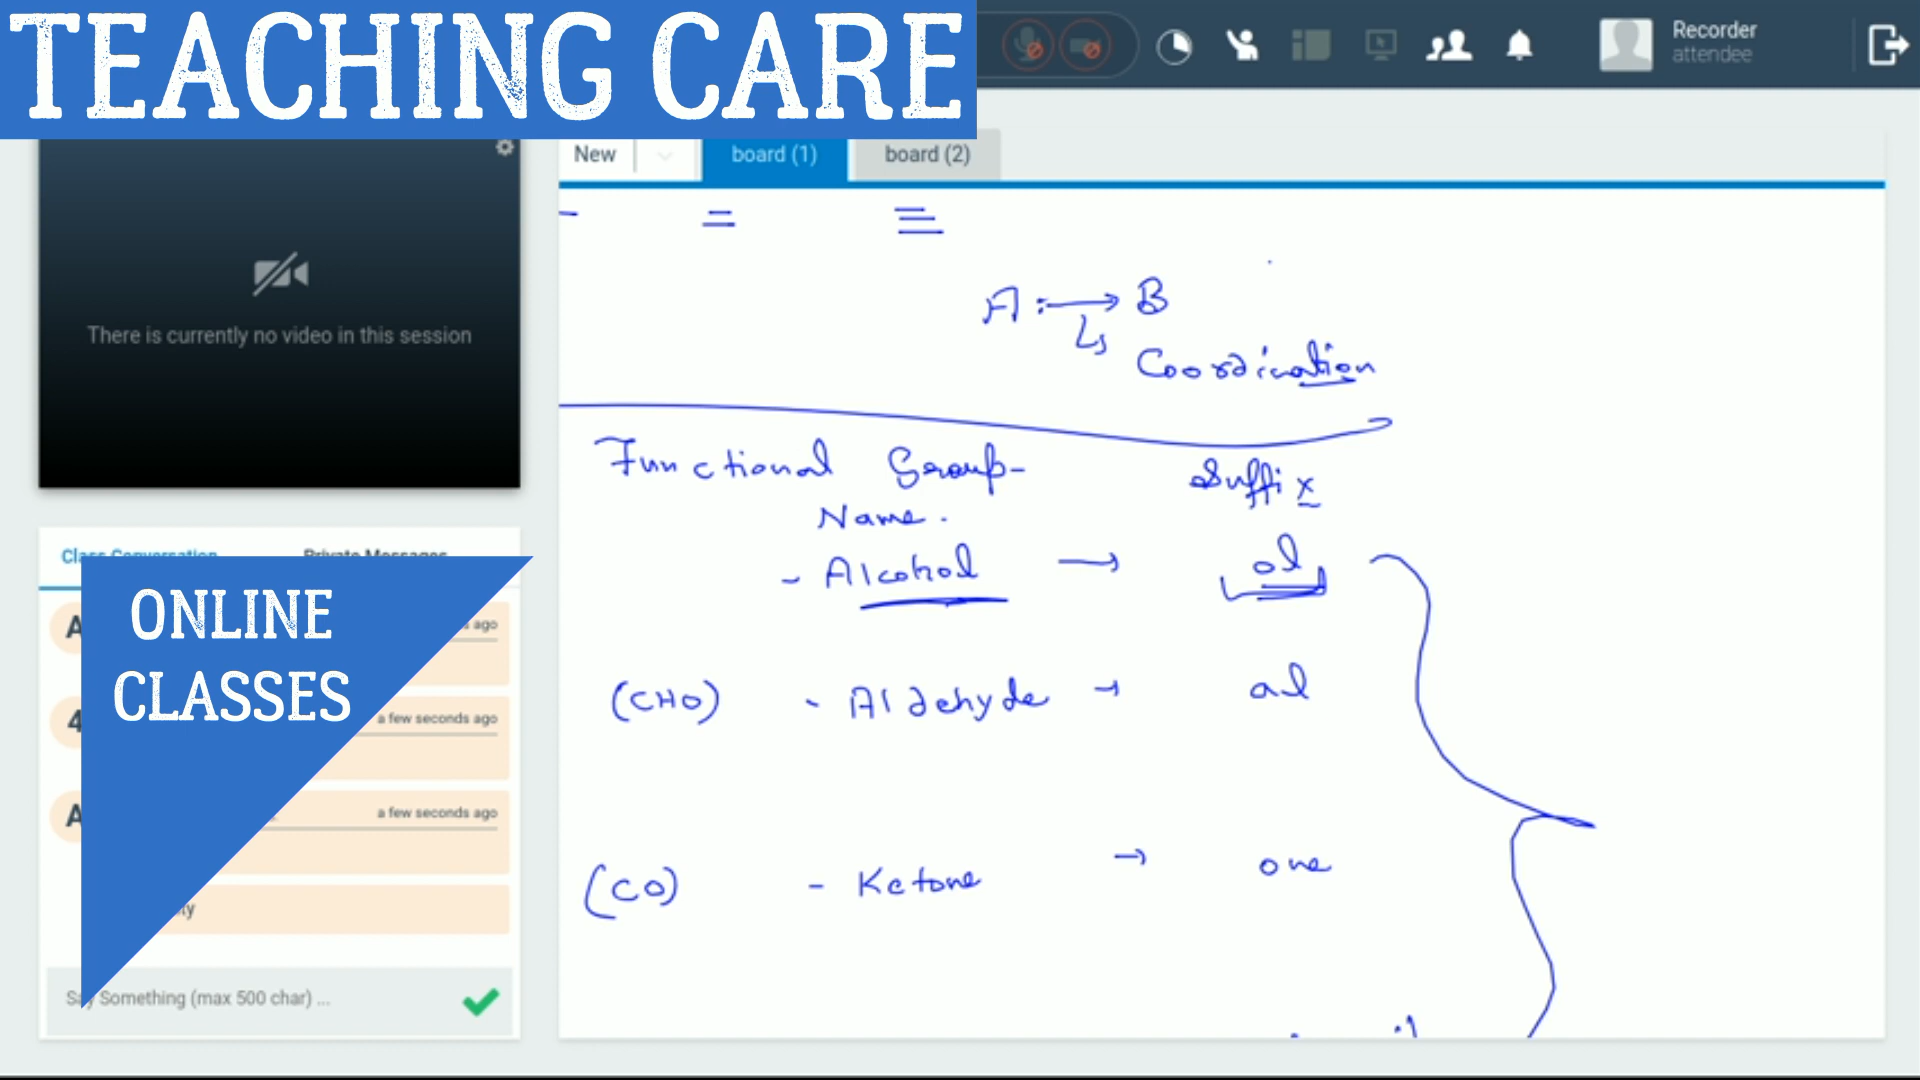 TEACHING CARE
Recorder
attendee
New
board (1)
board (2)
There is currently no video in this session
- = ≡
A : → B
↳ Coordination
Functional Group-
Name.
Suffix
- Alcohol → ol
(CHO) - Aldehyde → al
(CO) - Ketone → one
Class Conversation
Private Messages
ONLINE
CLASSES
A
ago
4
a few seconds ago
A
a few seconds ago
Say Something (max 500 char) ...